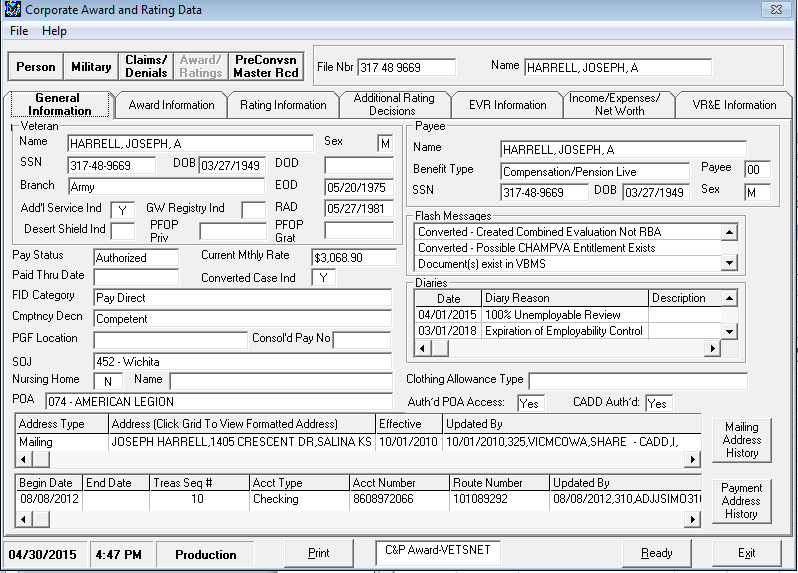 Corporate Award and Rating Data
File Help
Person Military Claims/ Denials Award/ Ratings PreConvsn Master Rcd
File Nbr 317 48 9669 Name HARRELL, JOSEPH, A
General Information Award Information Rating Information Additional Rating Decisions EVR Information Income/Expenses/ Net Worth VR&E Information
Veteran
Name HARRELL, JOSEPH, A Sex M
SSN 317-48-9669 DOB 03/27/1949 DOD
Branch Army EOD 05/20/1975
Add'l Service Ind Y GW Registry Ind RAD 05/27/1981
Desert Shield Ind PFOP Priv PFOP Grat
Payee
Name HARRELL, JOSEPH, A
Benefit Type Compensation/Pension Live Payee 00
SSN 317-48-9669 DOB 03/27/1949 Sex M
Pay Status Authorized Current Mthly Rate $3,068.90
Paid Thru Date Converted Case Ind Y
FID Category Pay Direct
Cmptncy Decn Competent
PGF Location Consol'd Pay No
SOJ 452 - Wichita
Nursing Home N Name
POA 074 - AMERICAN LEGION
Flash Messages
Converted - Created Combined Evaluation Not RBA
Converted - Possible CHAMPVA Entitlement Exists
Document(s) exist in VBMS
Diaries
Date Diary Reason Description
04/01/2015 100% Unemployable Review
03/01/2018 Expiration of Employability Control
Clothing Allowance Type
Auth'd POA Access: Yes CADD Auth'd: Yes
Address Type Address (Click Grid To View Formatted Address) Effective Updated By
Mailing JOSEPH HARRELL,1405 CRESCENT DR,SALINA KS 10/01/2010 10/01/2010,325,VICMCOWA,SHARE - CADD,I,
Mailing Address History
Begin Date End Date Treas Seq # Acct Type Acct Number Route Number Updated By
08/08/2012 10 Checking 8608972066 101089292 08/08/2012,310,ADJJSIMO310
Payment Address History
04/30/2015 4:47 PM Production Print C&P Award-VETSNET Ready Exit